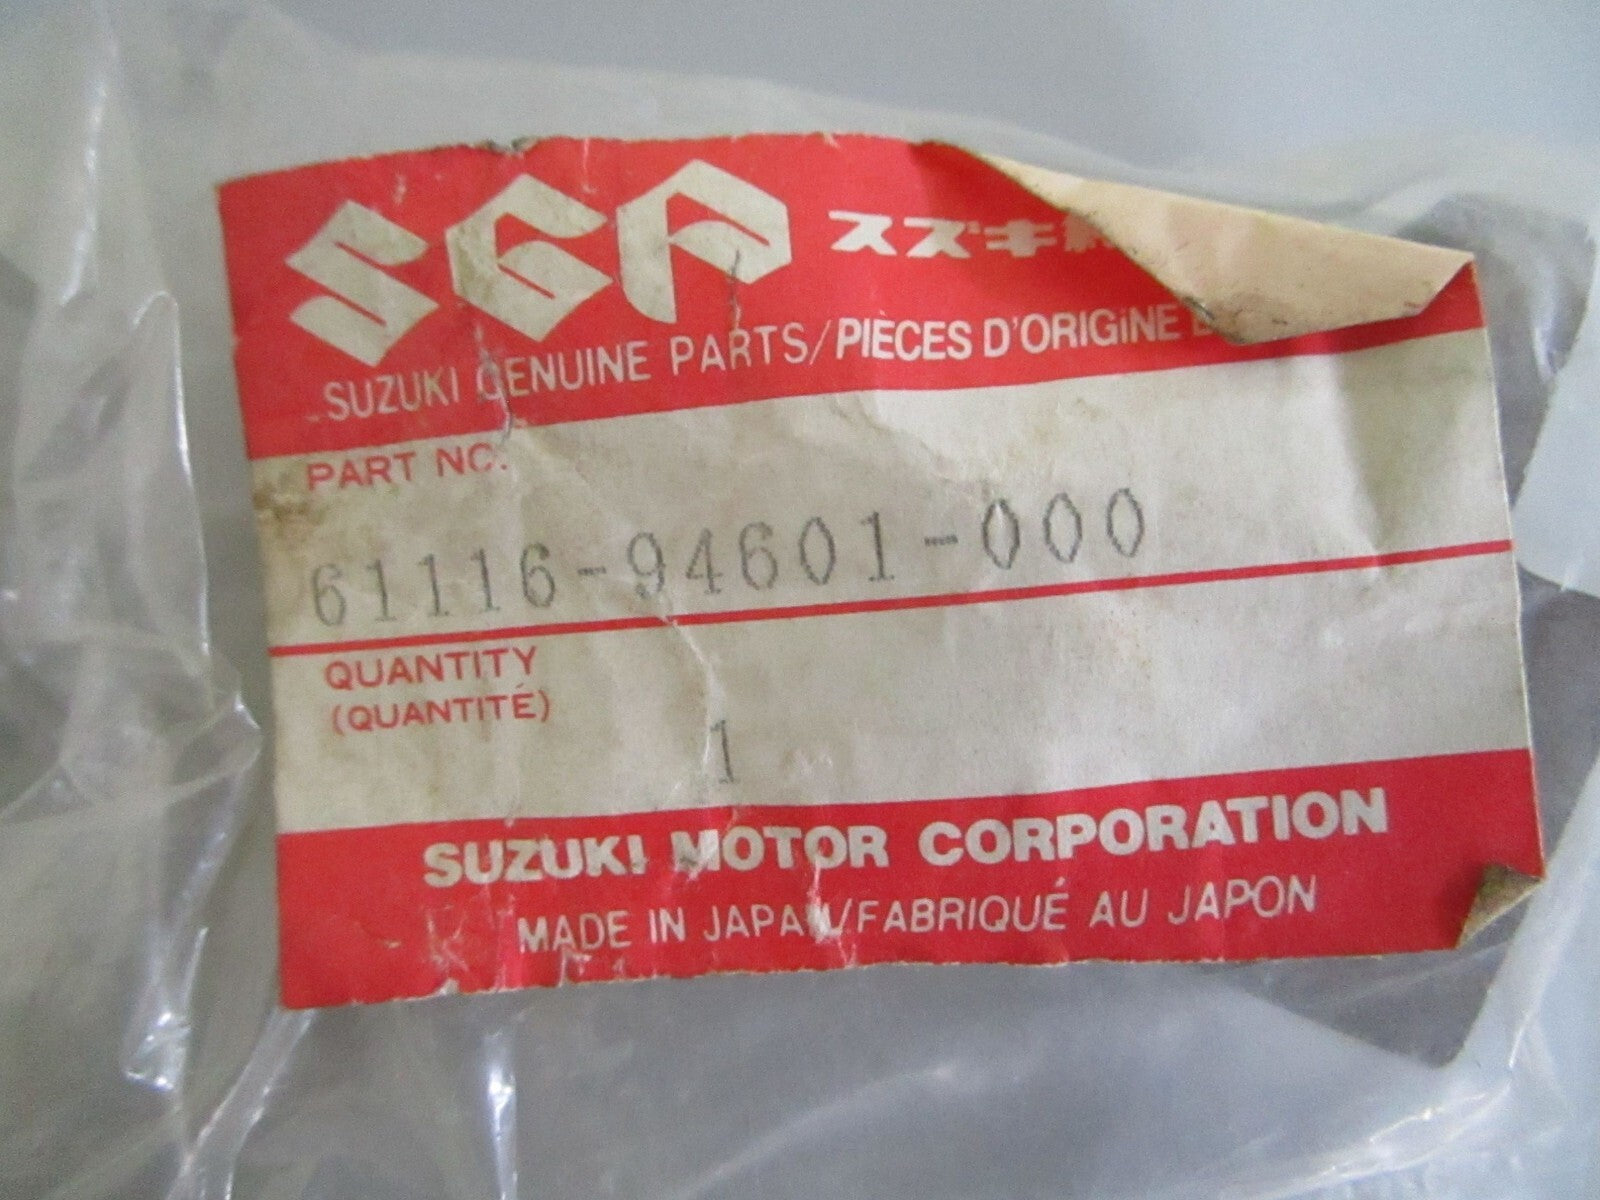 SGP スズキ
SUZUKI GENUINE PARTS/PIÈCES D'ORIGINE
PART NO.
61116-94601-000
QUANTITY
(QUANTITÉ)
1
SUZUKI MOTOR CORPORATION
MADE IN JAPAN/FABRIQUÉ AU JAPON